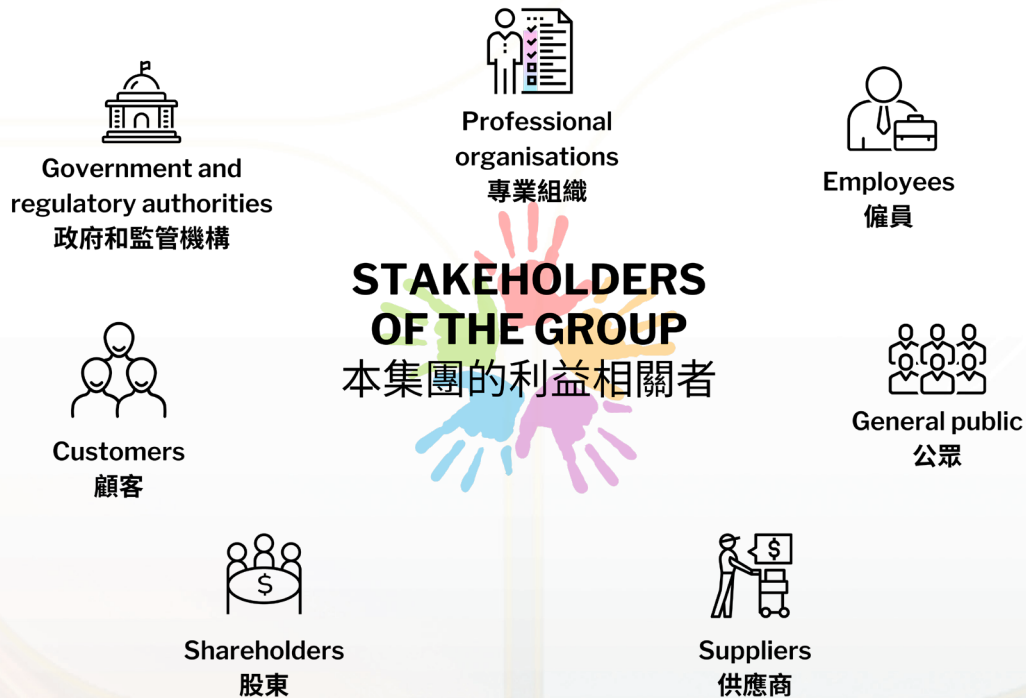 Professional
organisations
專業組織
Government and
regulatory authorities
政府和監管機構
Employees
僱員
STAKEHOLDERS
OF THE GROUP
本集團的利益相關者
Customers
顧客
General public
公眾
$
Shareholders
股東
$
Suppliers
供應商